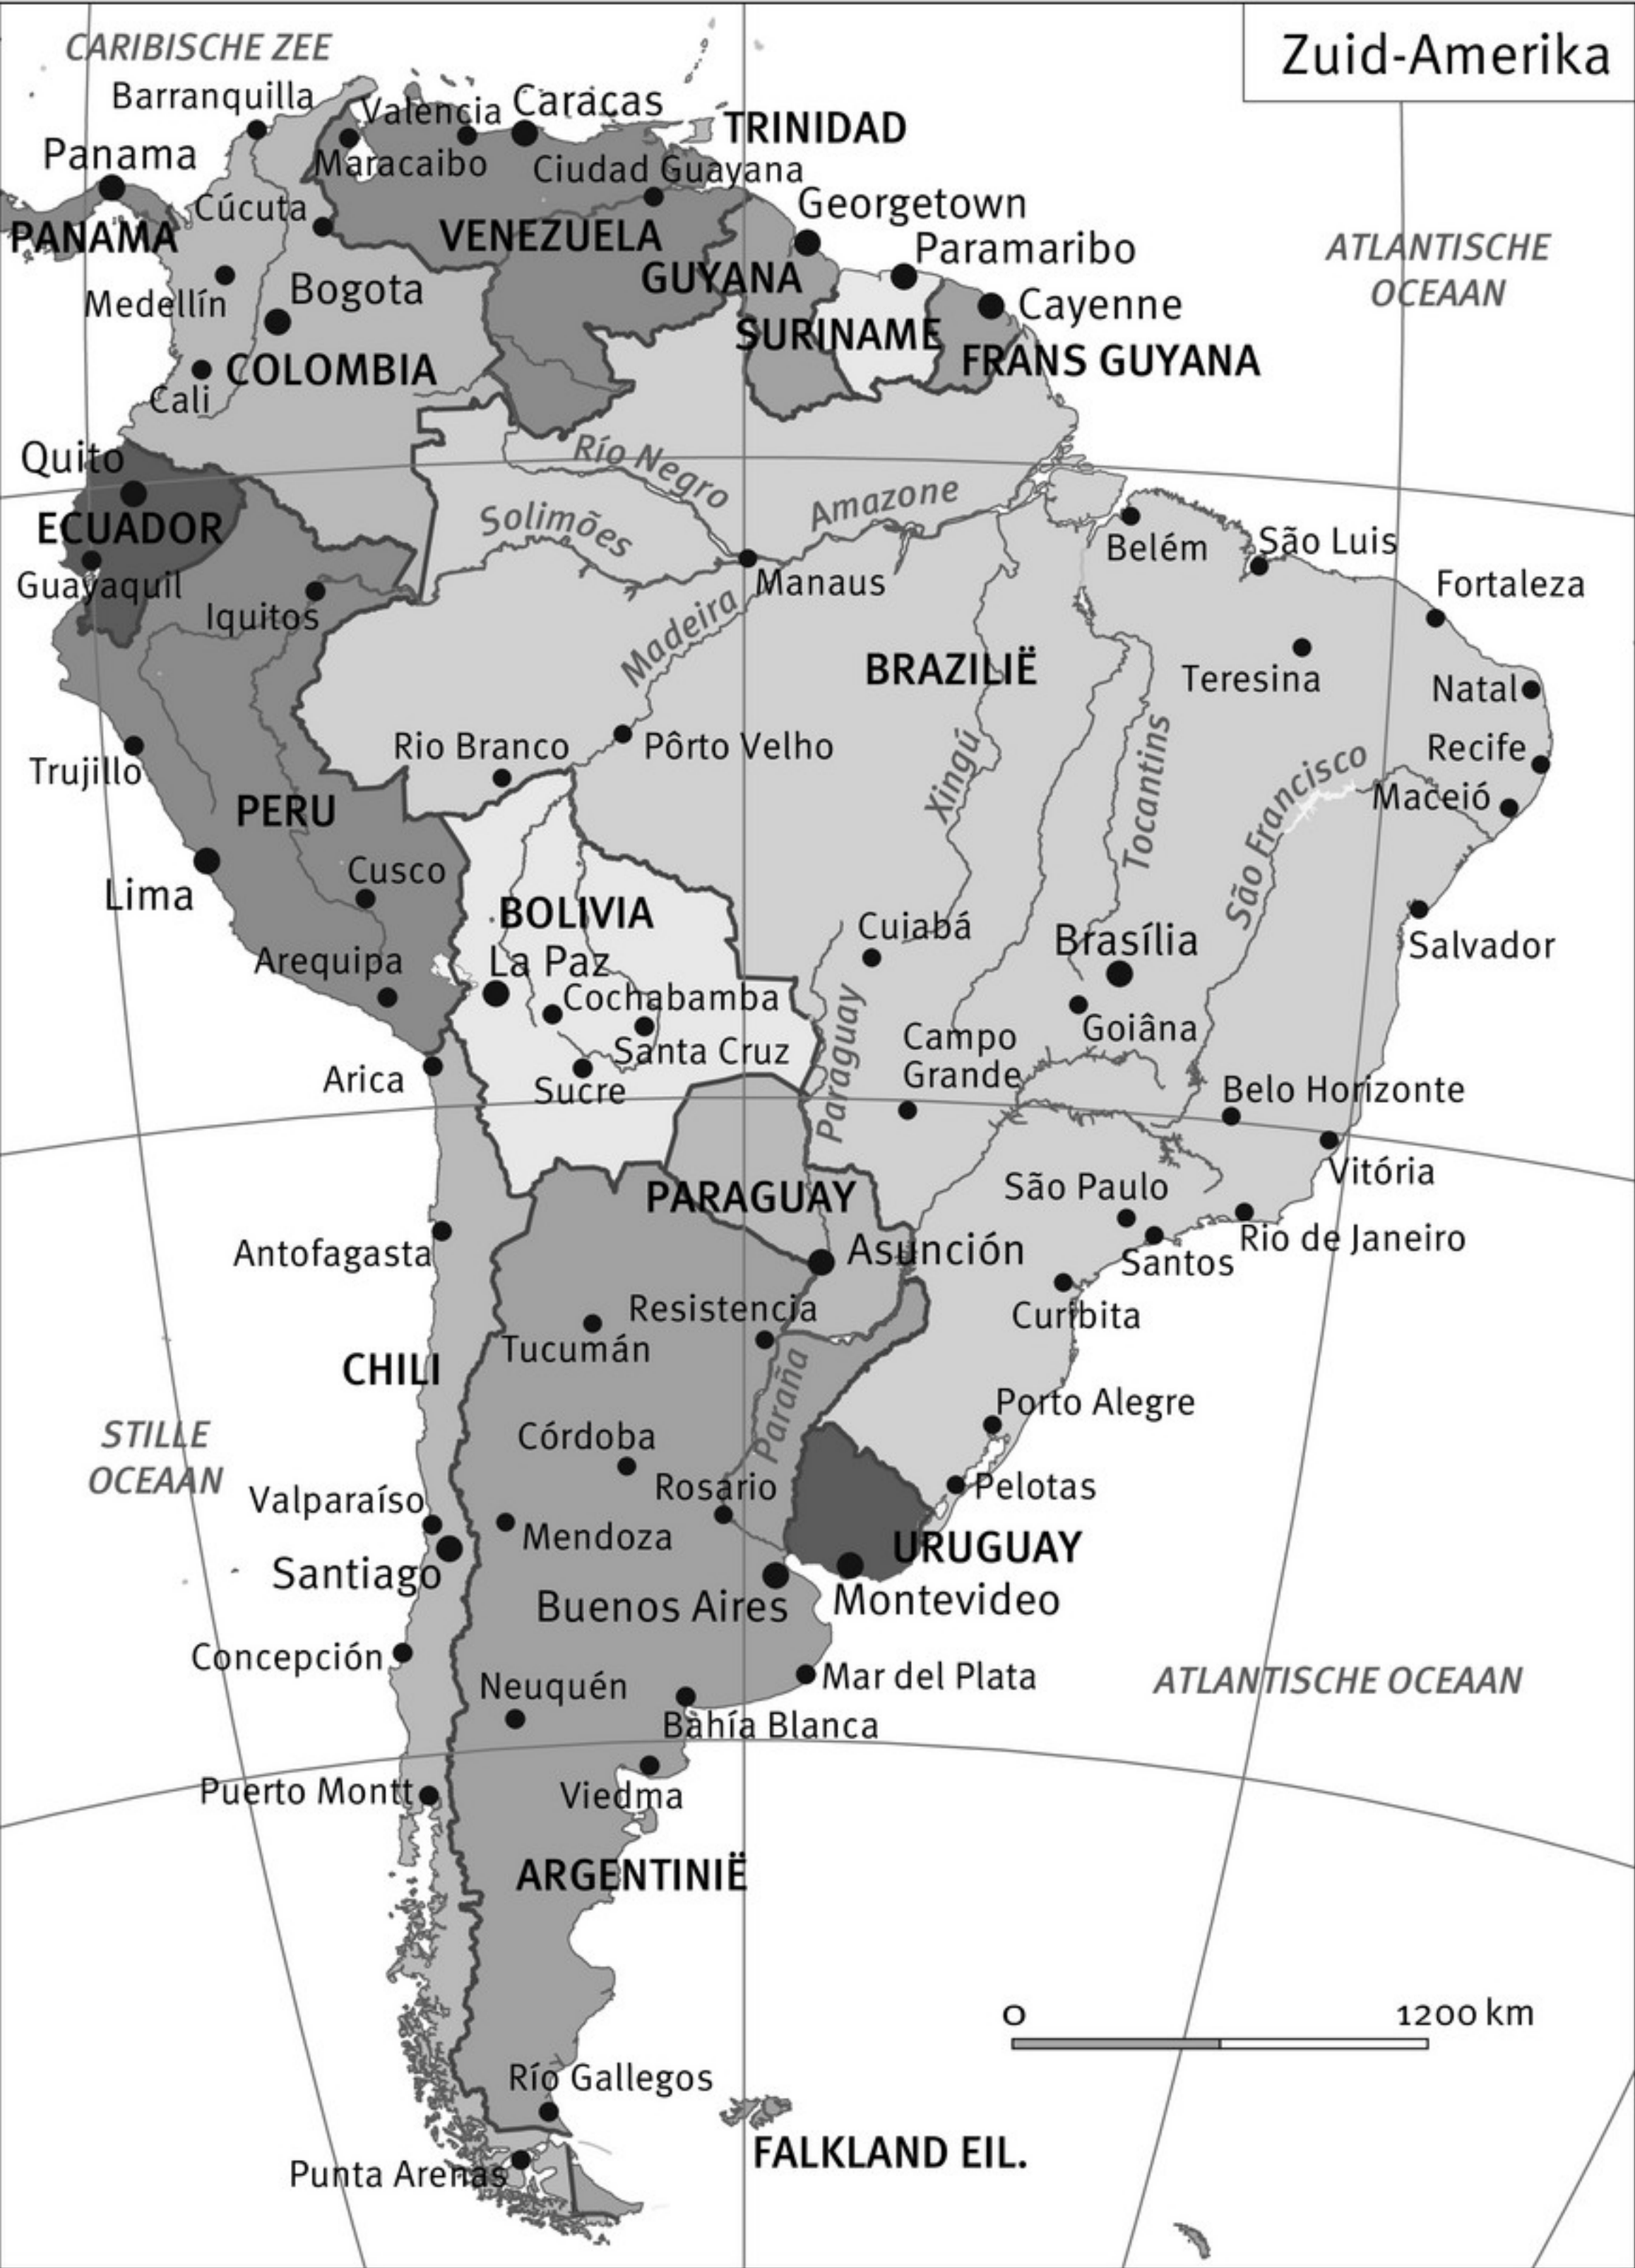 Zuid-Amerika
CARIBISCHE ZEE
Barranquilla
Valencia
Caracas
TRINIDAD
Panama
Maracaibo
Ciudad Guayana
Cúcuta
Georgetown
PANAMA
VENEZUELA
Paramaribo
ATLANTISCHE
OCEAAN
GUYANA
Medellín
Bogota
Cayenne
SURINAME
FRANS GUYANA
COLOMBIA
Cali
Quito
Río Negro
Amazone
Solimões
ECUADOR
Belém
São Luis
Guayaquil
Manaus
Fortaleza
Iquitos
Madeira
BRAZILIË
Teresina
Natal
Rio Branco
Pôrto Velho
Recife
Trujillo
Xingú
Tocantins
São Francisco
Maceió
PERU
Cusco
Lima
BOLIVIA
Cuiabá
Brasília
Salvador
Arequipa
La Paz
Cochabamba
Paraguay
Goiâna
Campo
Grande
Santa Cruz
Arica
Sucre
Belo Horizonte
Vitória
PARAGUAY
São Paulo
Antofagasta
Asunción
Rio de Janeiro
Santos
Resistencia
Curibita
Tucumán
CHILI
Paraña
Porto Alegre
STILLE
OCEAAN
Córdoba
Valparaíso
Rosario
Pelotas
Mendoza
URUGUAY
Santiago
Buenos Aires
Montevideo
Concepción
Neuquén
Mar del Plata
ATLANTISCHE OCEAAN
Bahía Blanca
Puerto Montt
Viedma
ARGENTINIË
0
1200 km
Río Gallegos
FALKLAND EIL.
Punta Arenas